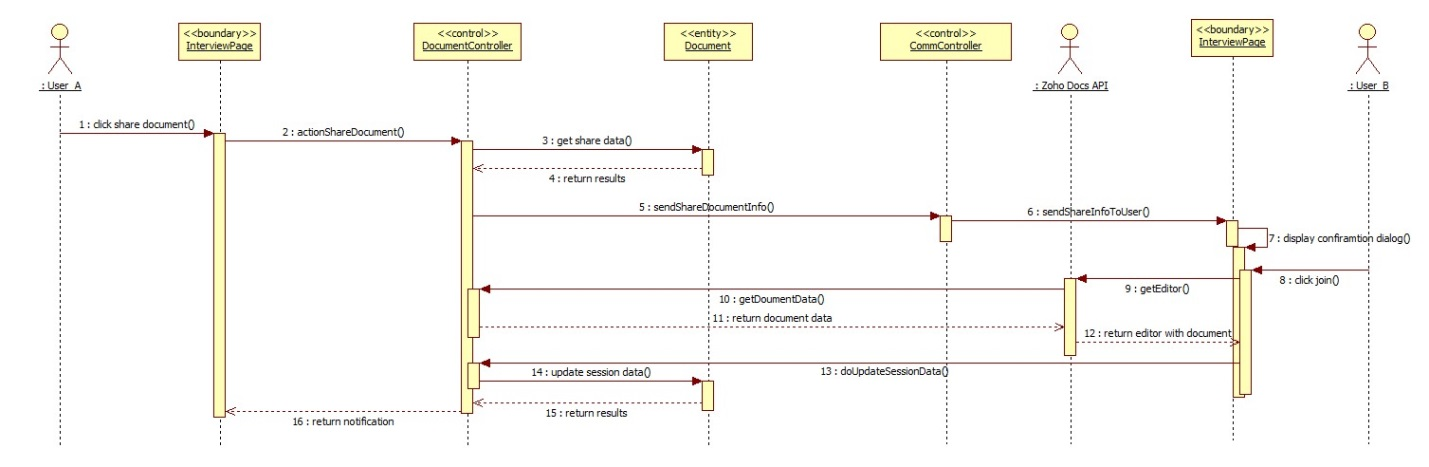 <<boundary>>
InterviewPage
<<control>>
DocumentController
<<entity>>
Document
<<control>>
CommController
<<boundary>>
InterviewPage
: User_A
: Zoho Docs API
: User_B
1 : click share document()
2 : actionShareDocument()
3 : get share data()
4 : return results
5 : sendShareDocumentInfo()
6 : sendShareInfoToUser()
7 : display confiramtion dialog()
8 : click join()
9 : getEditor()
10 : getDoumentData()
11 : return document data
12 : return editor with document
13 : doUpdateSessionData()
14 : update session data()
15 : return results
16 : return notification